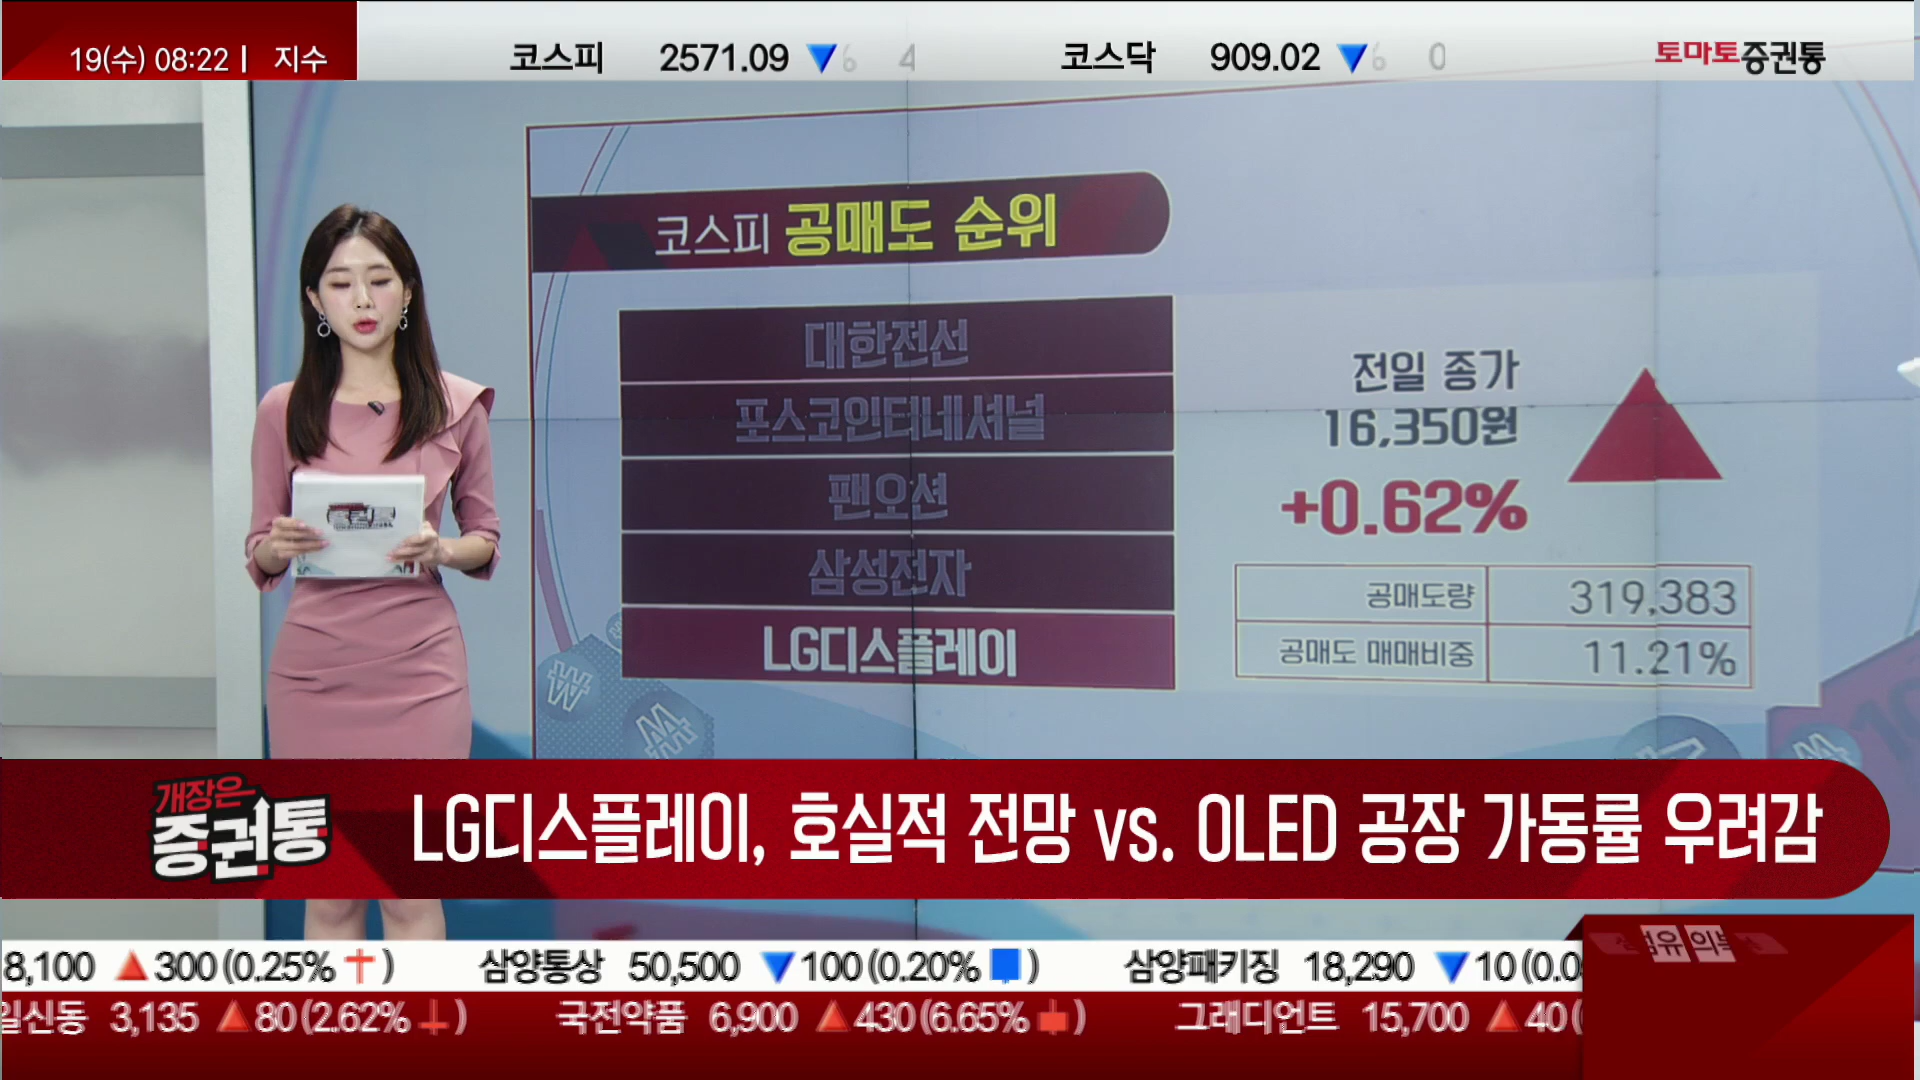 19(수) 08:22 | 지수
코스피 2571.09 ▼
코스닥 909.02 ▼
토마토증권통
코스피 공매도 순위
대한전선
포스코인터내셔널
팬오션
삼성전자
LG디스플레이
전일 종가
16,350원
+0.62%
공매도량 319,383
공매도 매매비중 11.21%
개장은
증권통
LG디스플레이, 호실적 전망 vs. OLED 공장 가동률 우려감
8,100 ▲300(0.25%) 삼양통상 50,500 ▼100(0.20%) 삼양패키징 18,290 ▼10(0.0
일신동 3,135 ▲80(2.62%) 국전약품 6,900 ▲430(6.65%) 그래디언트 15,700 ▲40(